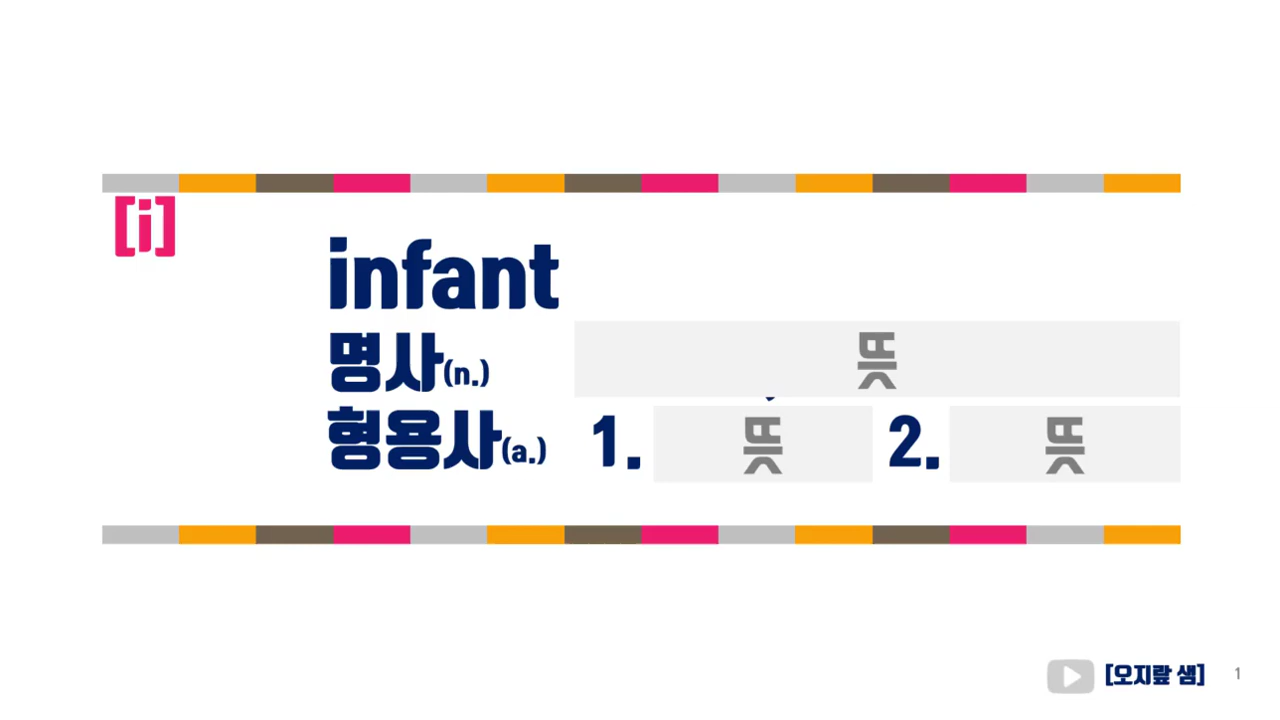 [i]
infant
명사(n.) 뜻
형용사(a.) 1. 뜻 2. 뜻
[오지랖 샘] 1